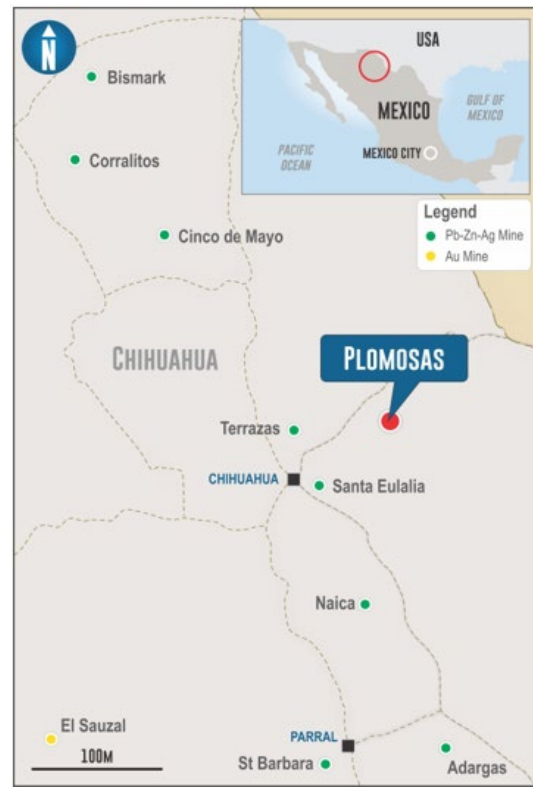 N
Bismark
Corralitos
Cinco de Mayo
USA
MEXICO
GULF OF
MEXICO
PACIFIC
OCEAN
MEXICO CITY
Legend
Pb-Zn-Ag Mine
Au Mine
CHIHUAHUA
PLOMOSAS
Terrazas
CHIHUAHUA
Santa Eulalia
Naica
El Sauzal
100M
PARRAL
St Barbara
Adargas